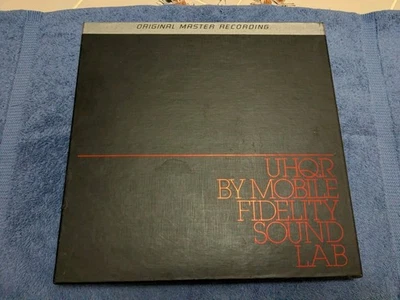 ORIGINAL MASTER RECORDING
UHQR
BY MOBILE
FIDELITY
SOUND
LAB